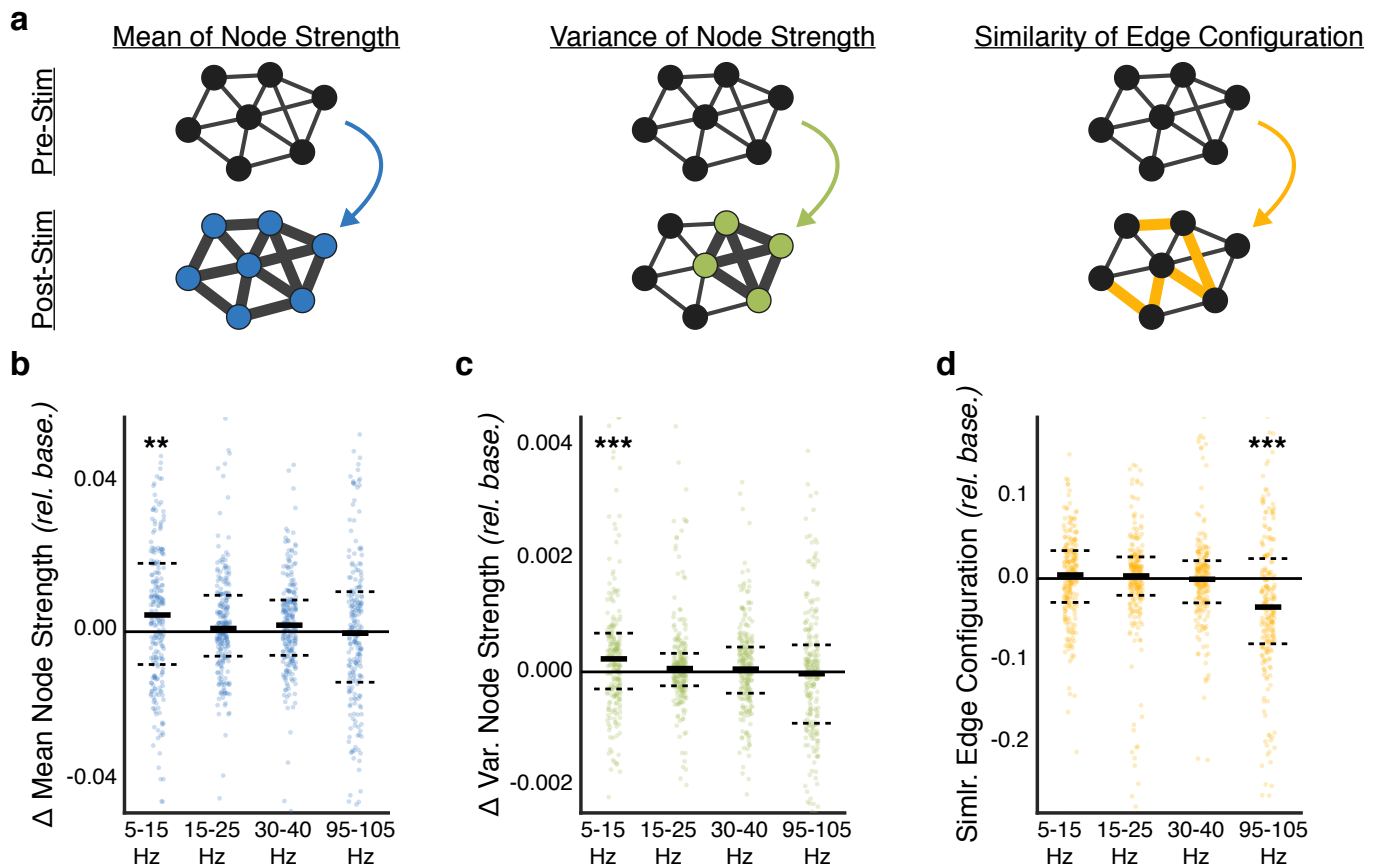 a
Mean of Node Strength
Variance of Node Strength
Similarity of Edge Configuration
Pre-Stim
Post-Stim
b
Δ Mean Node Strength (rel. base.)
0.04
0.00
-0.04
**
5-15 Hz
15-25 Hz
30-40 Hz
95-105 Hz
c
Δ Var. Node Strength (rel. base.)
0.004
0.002
0.000
-0.002
***
5-15 Hz
15-25 Hz
30-40 Hz
95-105 Hz
d
Simlr. Edge Configuration (rel. base.)
0.1
0.0
-0.1
-0.2
***
5-15 Hz
15-25 Hz
30-40 Hz
95-105 Hz